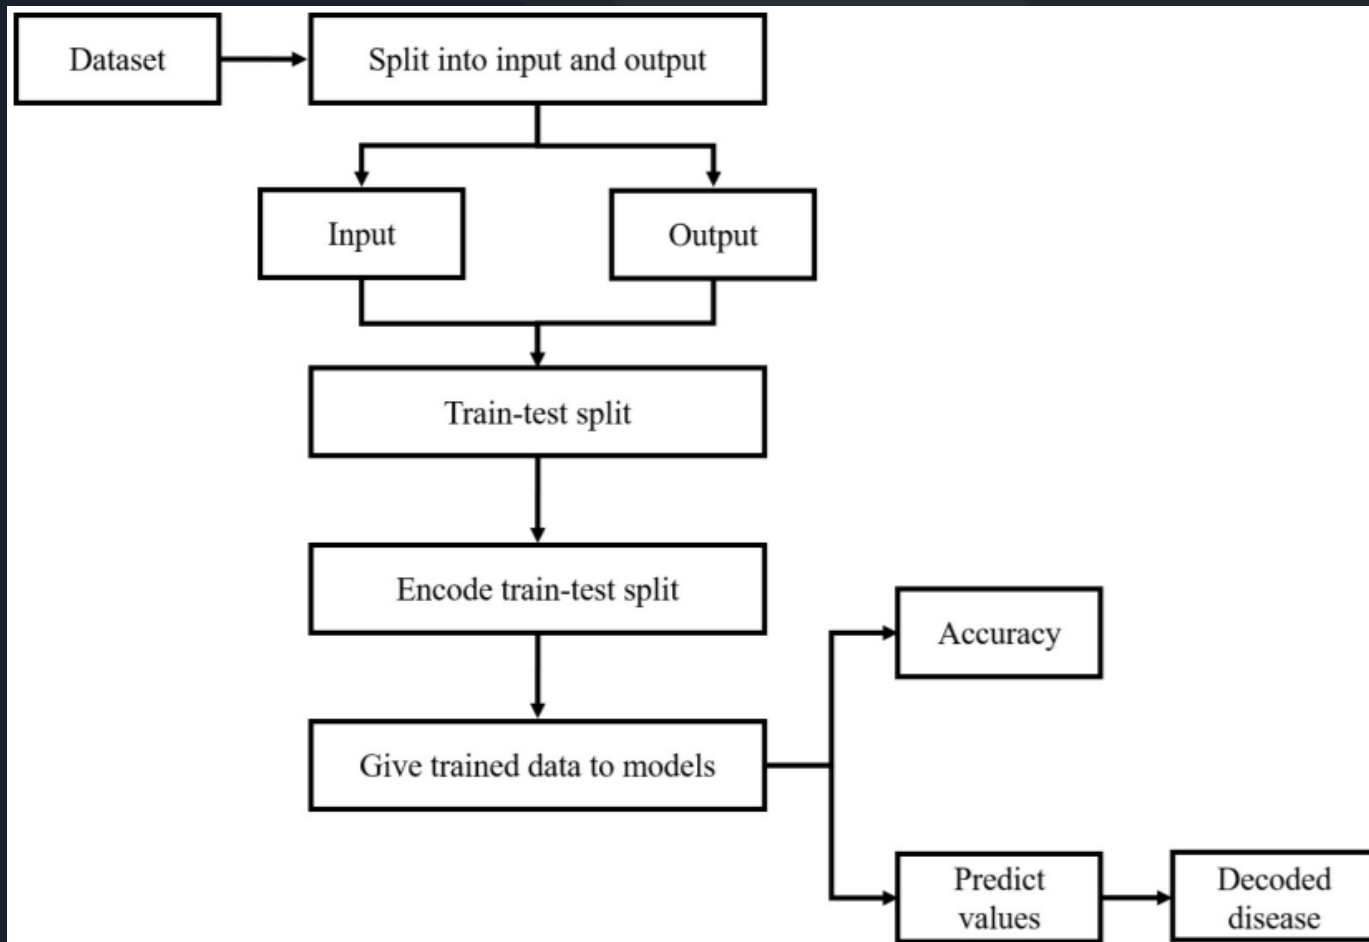 Dataset
Split into input and output
Input
Output
Train-test split
Encode train-test split
Accuracy
Give trained data to models
Predict
values
Decoded
disease